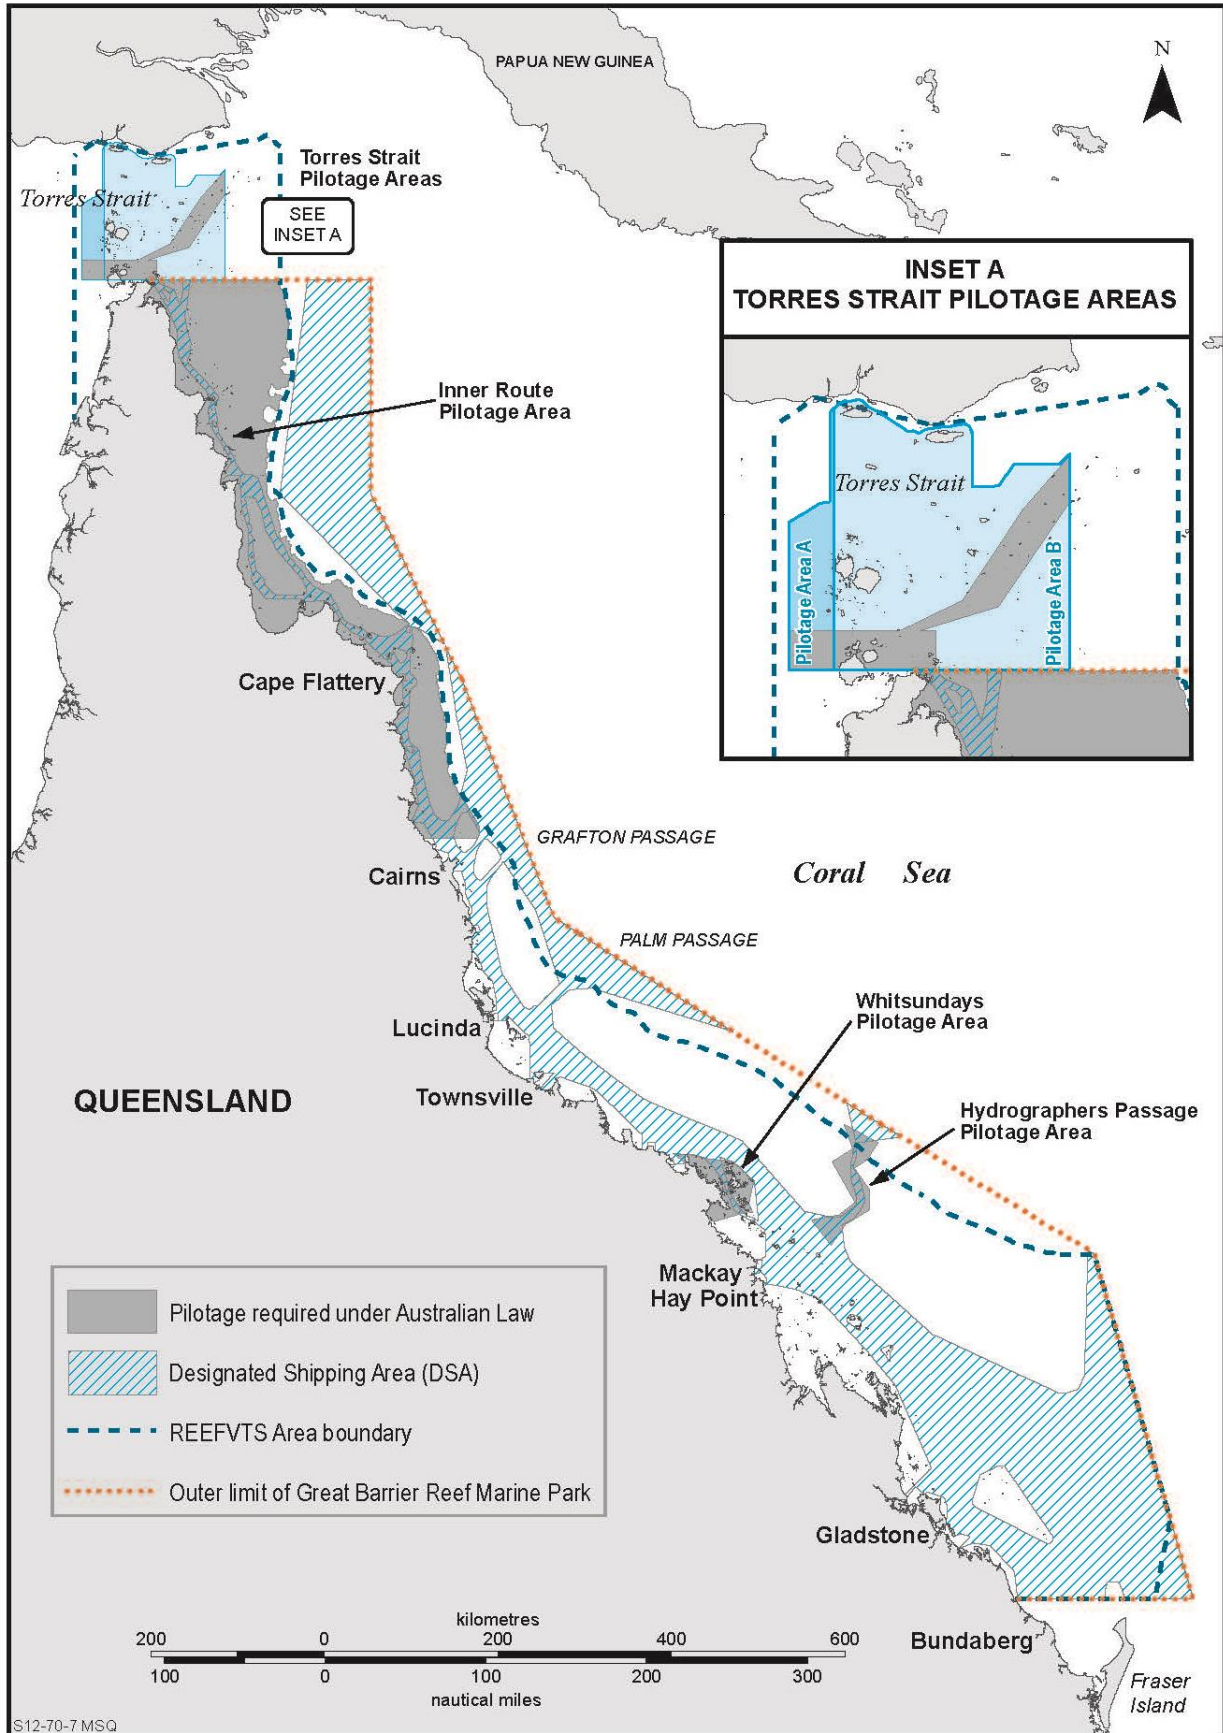 PAPUA NEW GUINEA
N
Torres Strait
Pilotage Areas
Torres Strait
SEE
INSET A
INSET A
TORRES STRAIT PILOTAGE AREAS
Torres Strait
Pilotage Area A
Pilotage Area B
Inner Route
Pilotage Area
Cape Flattery
GRAFTON PASSAGE
Cairns
Coral Sea
PALM PASSAGE
Whitsundays
Pilotage Area
Lucinda
QUEENSLAND
Townsville
Hydrographers Passage
Pilotage Area
Mackay
Hay Point
Pilotage required under Australian Law
Designated Shipping Area (DSA)
REEFVTS Area boundary
Outer limit of Great Barrier Reef Marine Park
Gladstone
kilometres
200 0 200 400 600
100 0 100 200 300
nautical miles
Bundaberg
Fraser
Island
S12-70-7 MSQ